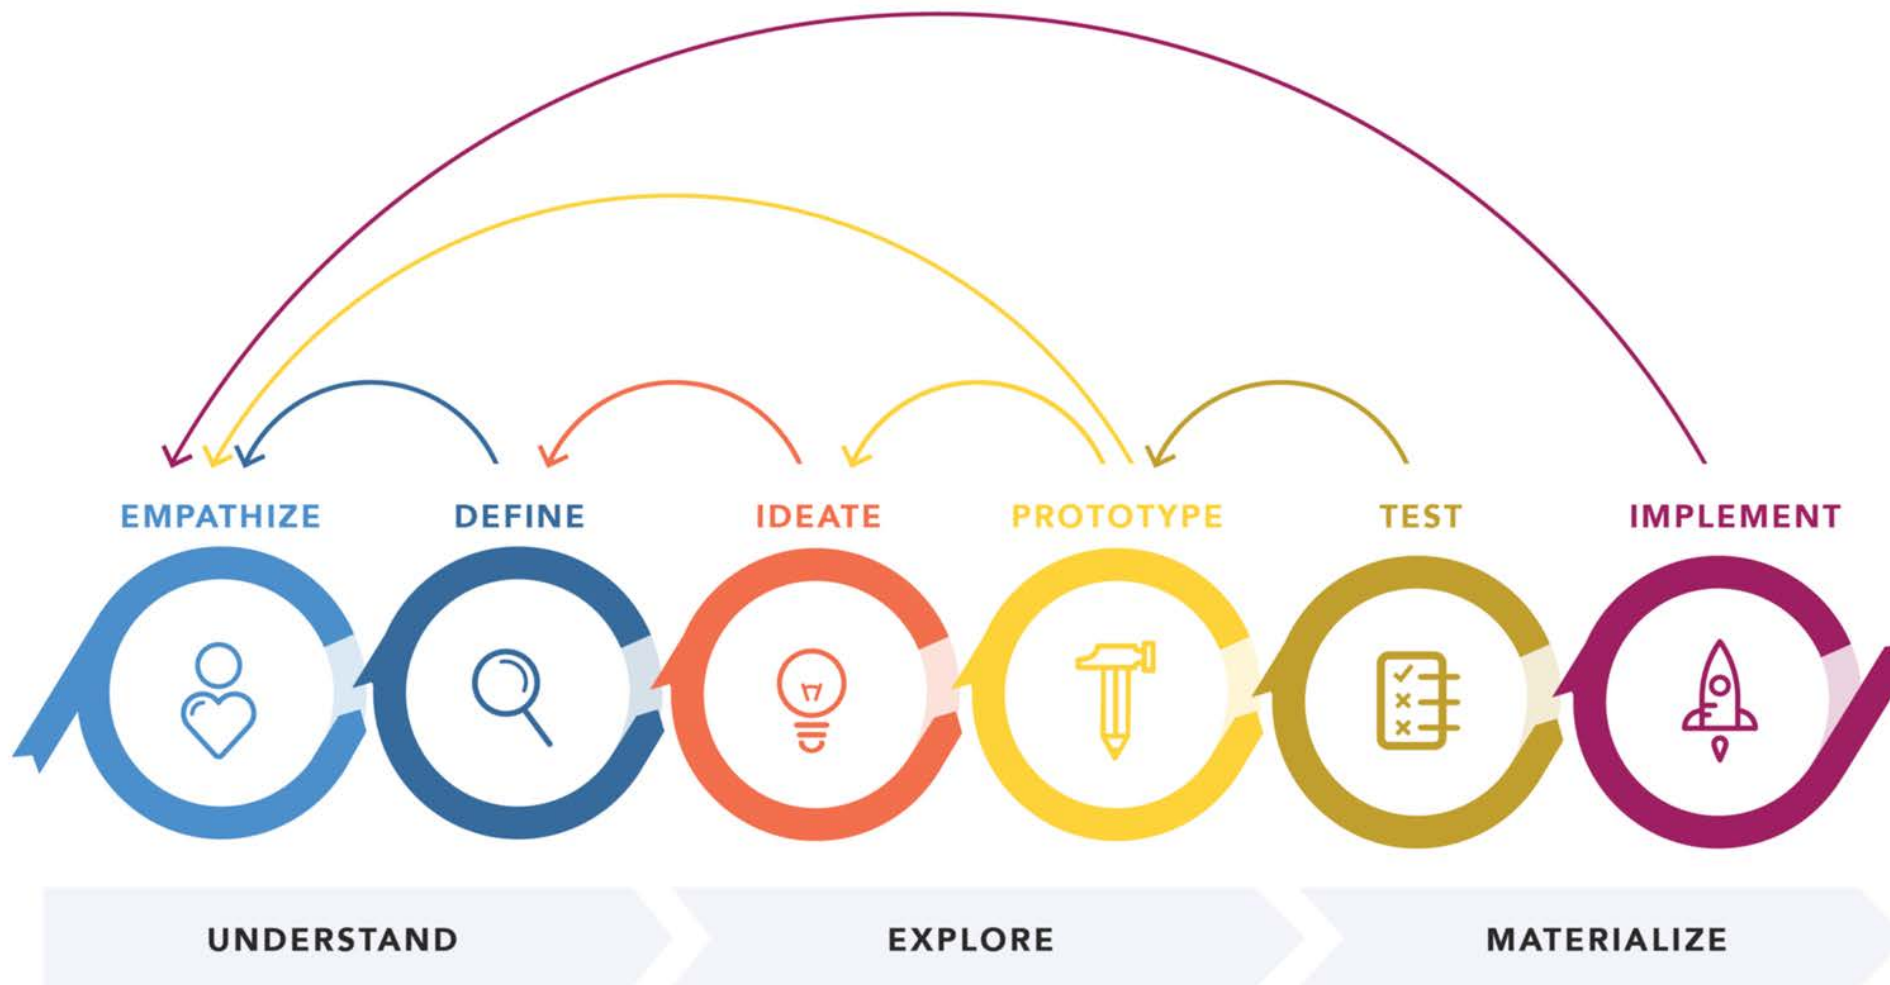 EMPATHIZE
DEFINE
IDEATE
PROTOTYPE
TEST
IMPLEMENT
UNDERSTAND
EXPLORE
MATERIALIZE